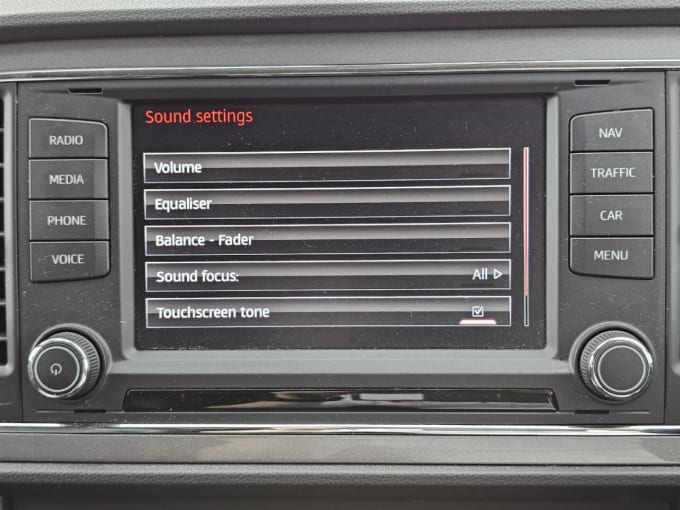 Sound settings
RADIO
MEDIA
PHONE
VOICE
Volume
Equaliser
Balance - Fader
Sound focus: All
Touchscreen tone
NAV
TRAFFIC
CAR
MENU